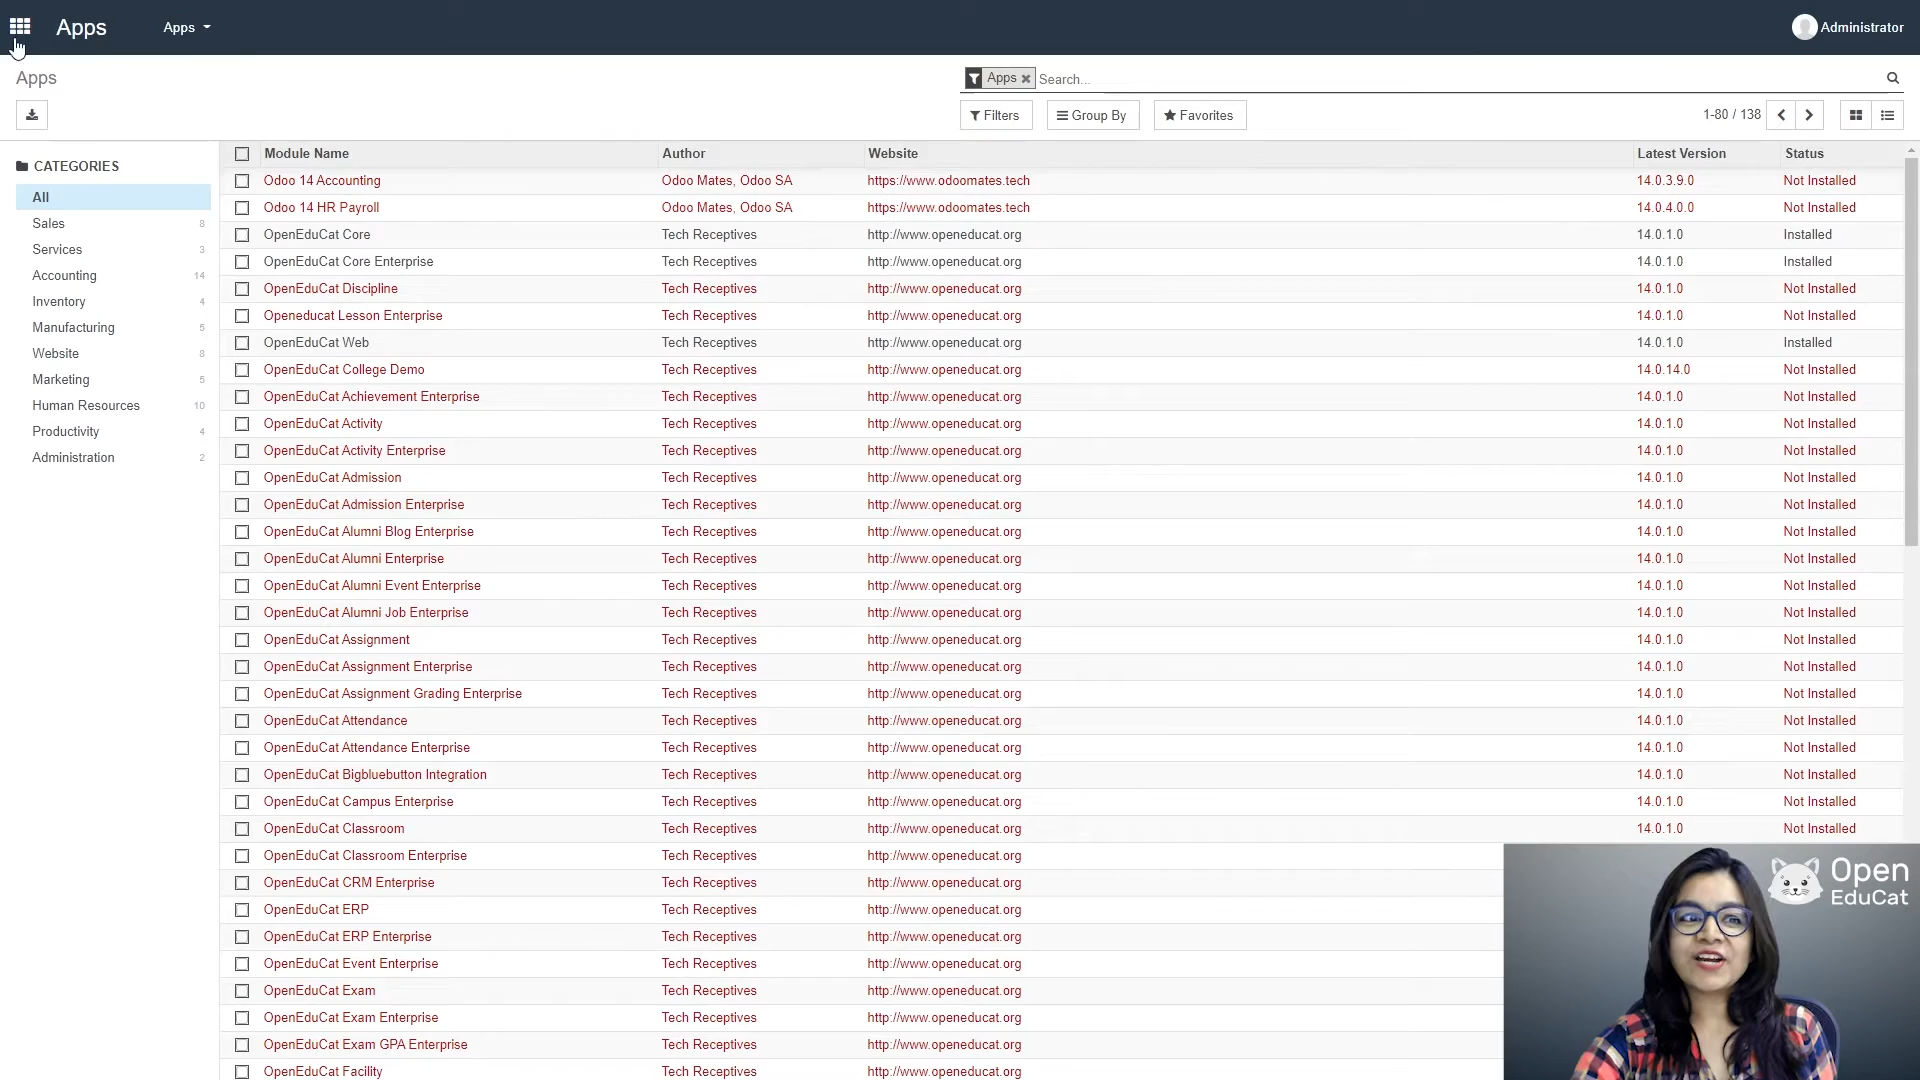 Apps Apps Administrator
Apps
Apps Search...
Filters Group By Favorites 1-80 / 138
CATEGORIES
All
Sales 8
Services 3
Accounting 14
Inventory 4
Manufacturing 5
Website 8
Marketing 5
Human Resources 10
Productivity 4
Administration 2
Module Name Author Website Latest Version Status
Odoo 14 Accounting Odoo Mates, Odoo SA https://www.odoomates.tech 14.0.3.9.0 Not Installed
Odoo 14 HR Payroll Odoo Mates, Odoo SA https://www.odoomates.tech 14.0.4.0.0 Not Installed
OpenEduCat Core Tech Receptives http://www.openeducat.org 14.0.1.0 Installed
OpenEduCat Core Enterprise Tech Receptives http://www.openeducat.org 14.0.1.0 Installed
OpenEduCat Discipline Tech Receptives http://www.openeducat.org 14.0.1.0 Not Installed
Openeducat Lesson Enterprise Tech Receptives http://www.openeducat.org 14.0.1.0 Not Installed
OpenEduCat Web Tech Receptives http://www.openeducat.org 14.0.1.0 Installed
OpenEduCat College Demo Tech Receptives http://www.openeducat.org 14.0.14.0 Not Installed
OpenEduCat Achievement Enterprise Tech Receptives http://www.openeducat.org 14.0.1.0 Not Installed
OpenEduCat Activity Tech Receptives http://www.openeducat.org 14.0.1.0 Not Installed
OpenEduCat Activity Enterprise Tech Receptives http://www.openeducat.org 14.0.1.0 Not Installed
OpenEduCat Admission Tech Receptives http://www.openeducat.org 14.0.1.0 Not Installed
OpenEduCat Admission Enterprise Tech Receptives http://www.openeducat.org 14.0.1.0 Not Installed
OpenEduCat Alumni Blog Enterprise Tech Receptives http://www.openeducat.org 14.0.1.0 Not Installed
OpenEduCat Alumni Enterprise Tech Receptives http://www.openeducat.org 14.0.1.0 Not Installed
OpenEduCat Alumni Event Enterprise Tech Receptives http://www.openeducat.org 14.0.1.0 Not Installed
OpenEduCat Alumni Job Enterprise Tech Receptives http://www.openeducat.org 14.0.1.0 Not Installed
OpenEduCat Assignment Tech Receptives http://www.openeducat.org 14.0.1.0 Not Installed
OpenEduCat Assignment Enterprise Tech Receptives http://www.openeducat.org 14.0.1.0 Not Installed
OpenEduCat Assignment Grading Enterprise Tech Receptives http://www.openeducat.org 14.0.1.0 Not Installed
OpenEduCat Attendance Tech Receptives http://www.openeducat.org 14.0.1.0 Not Installed
OpenEduCat Attendance Enterprise Tech Receptives http://www.openeducat.org 14.0.1.0 Not Installed
OpenEduCat Bigbluebutton Integration Tech Receptives http://www.openeducat.org 14.0.1.0 Not Installed
OpenEduCat Campus Enterprise Tech Receptives http://www.openeducat.org 14.0.1.0 Not Installed
OpenEduCat Classroom Tech Receptives http://www.openeducat.org 14.0.1.0 Not Installed
OpenEduCat Classroom Enterprise Tech Receptives http://www.openeducat.org
OpenEduCat CRM Enterprise Tech Receptives http://www.openeducat.org
OpenEduCat ERP Tech Receptives http://www.openeducat.org
OpenEduCat ERP Enterprise Tech Receptives http://www.openeducat.org
OpenEduCat Event Enterprise Tech Receptives http://www.openeducat.org
OpenEduCat Exam Tech Receptives http://www.openeducat.org
OpenEduCat Exam Enterprise Tech Receptives http://www.openeducat.org
OpenEduCat Exam GPA Enterprise Tech Receptives http://www.openeducat.org
OpenEduCat Facility Tech Receptives http://www.openeducat.org
Open
EduCat